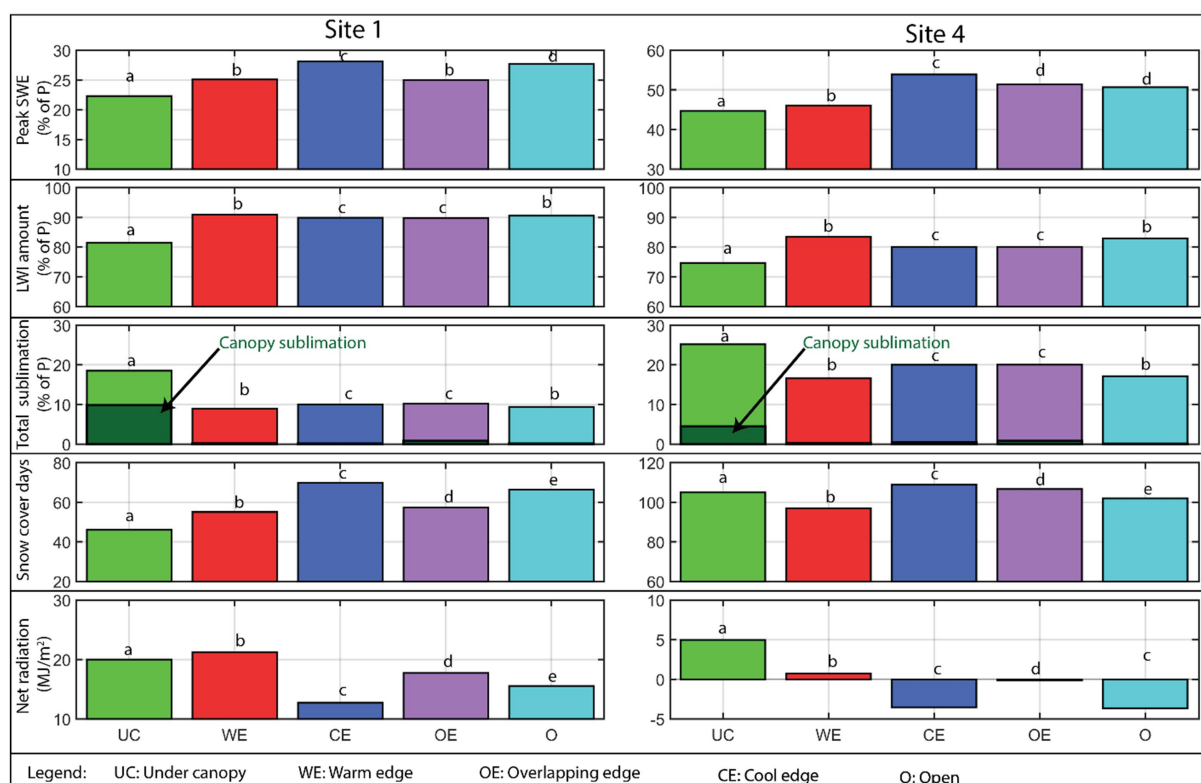 Site 1
Site 4
Peak SWE
(% of P)
30
25
20
15
10
a
b
c
b
d
60
50
40
30
a
b
c
d
d
LWI amount
(% of P)
100
90
80
70
60
a
b
c
c
b
100
90
80
70
60
a
b
c
c
b
Total sublimation
(% of P)
30
20
10
0
a
Canopy sublimation
b
c
c
b
30
20
10
0
a
Canopy sublimation
b
c
c
b
Snow cover days
80
60
40
20
a
b
c
d
e
120
100
80
60
a
b
c
d
e
Net radiation
(MJ/m²)
30
20
10
a
b
c
d
e
10
5
0
-5
a
b
c
d
c
UC WE CE OE O
UC WE CE OE O
Legend: UC: Under canopy WE: Warm edge OE: Overlapping edge CE: Cool edge O: Open